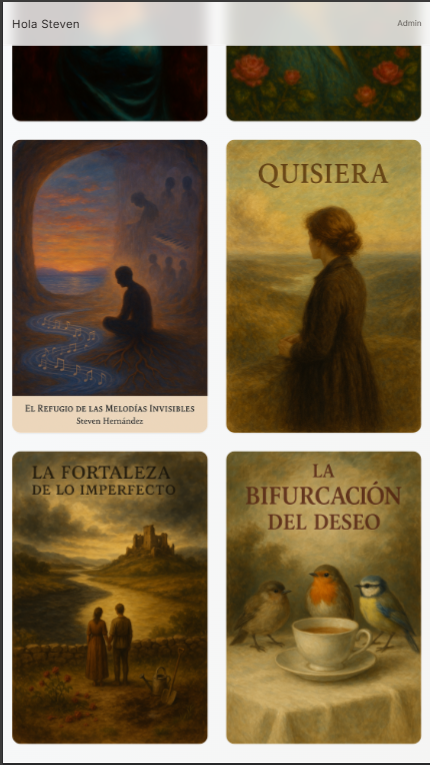 Hola Steven
Admin
QUISIERA
El Refugio de las Melodías Invisibles
Steven Hernández
LA FORTALEZA
DE LO IMPERFECTO
LA
BIFURCACIÓN
DEL DESEO